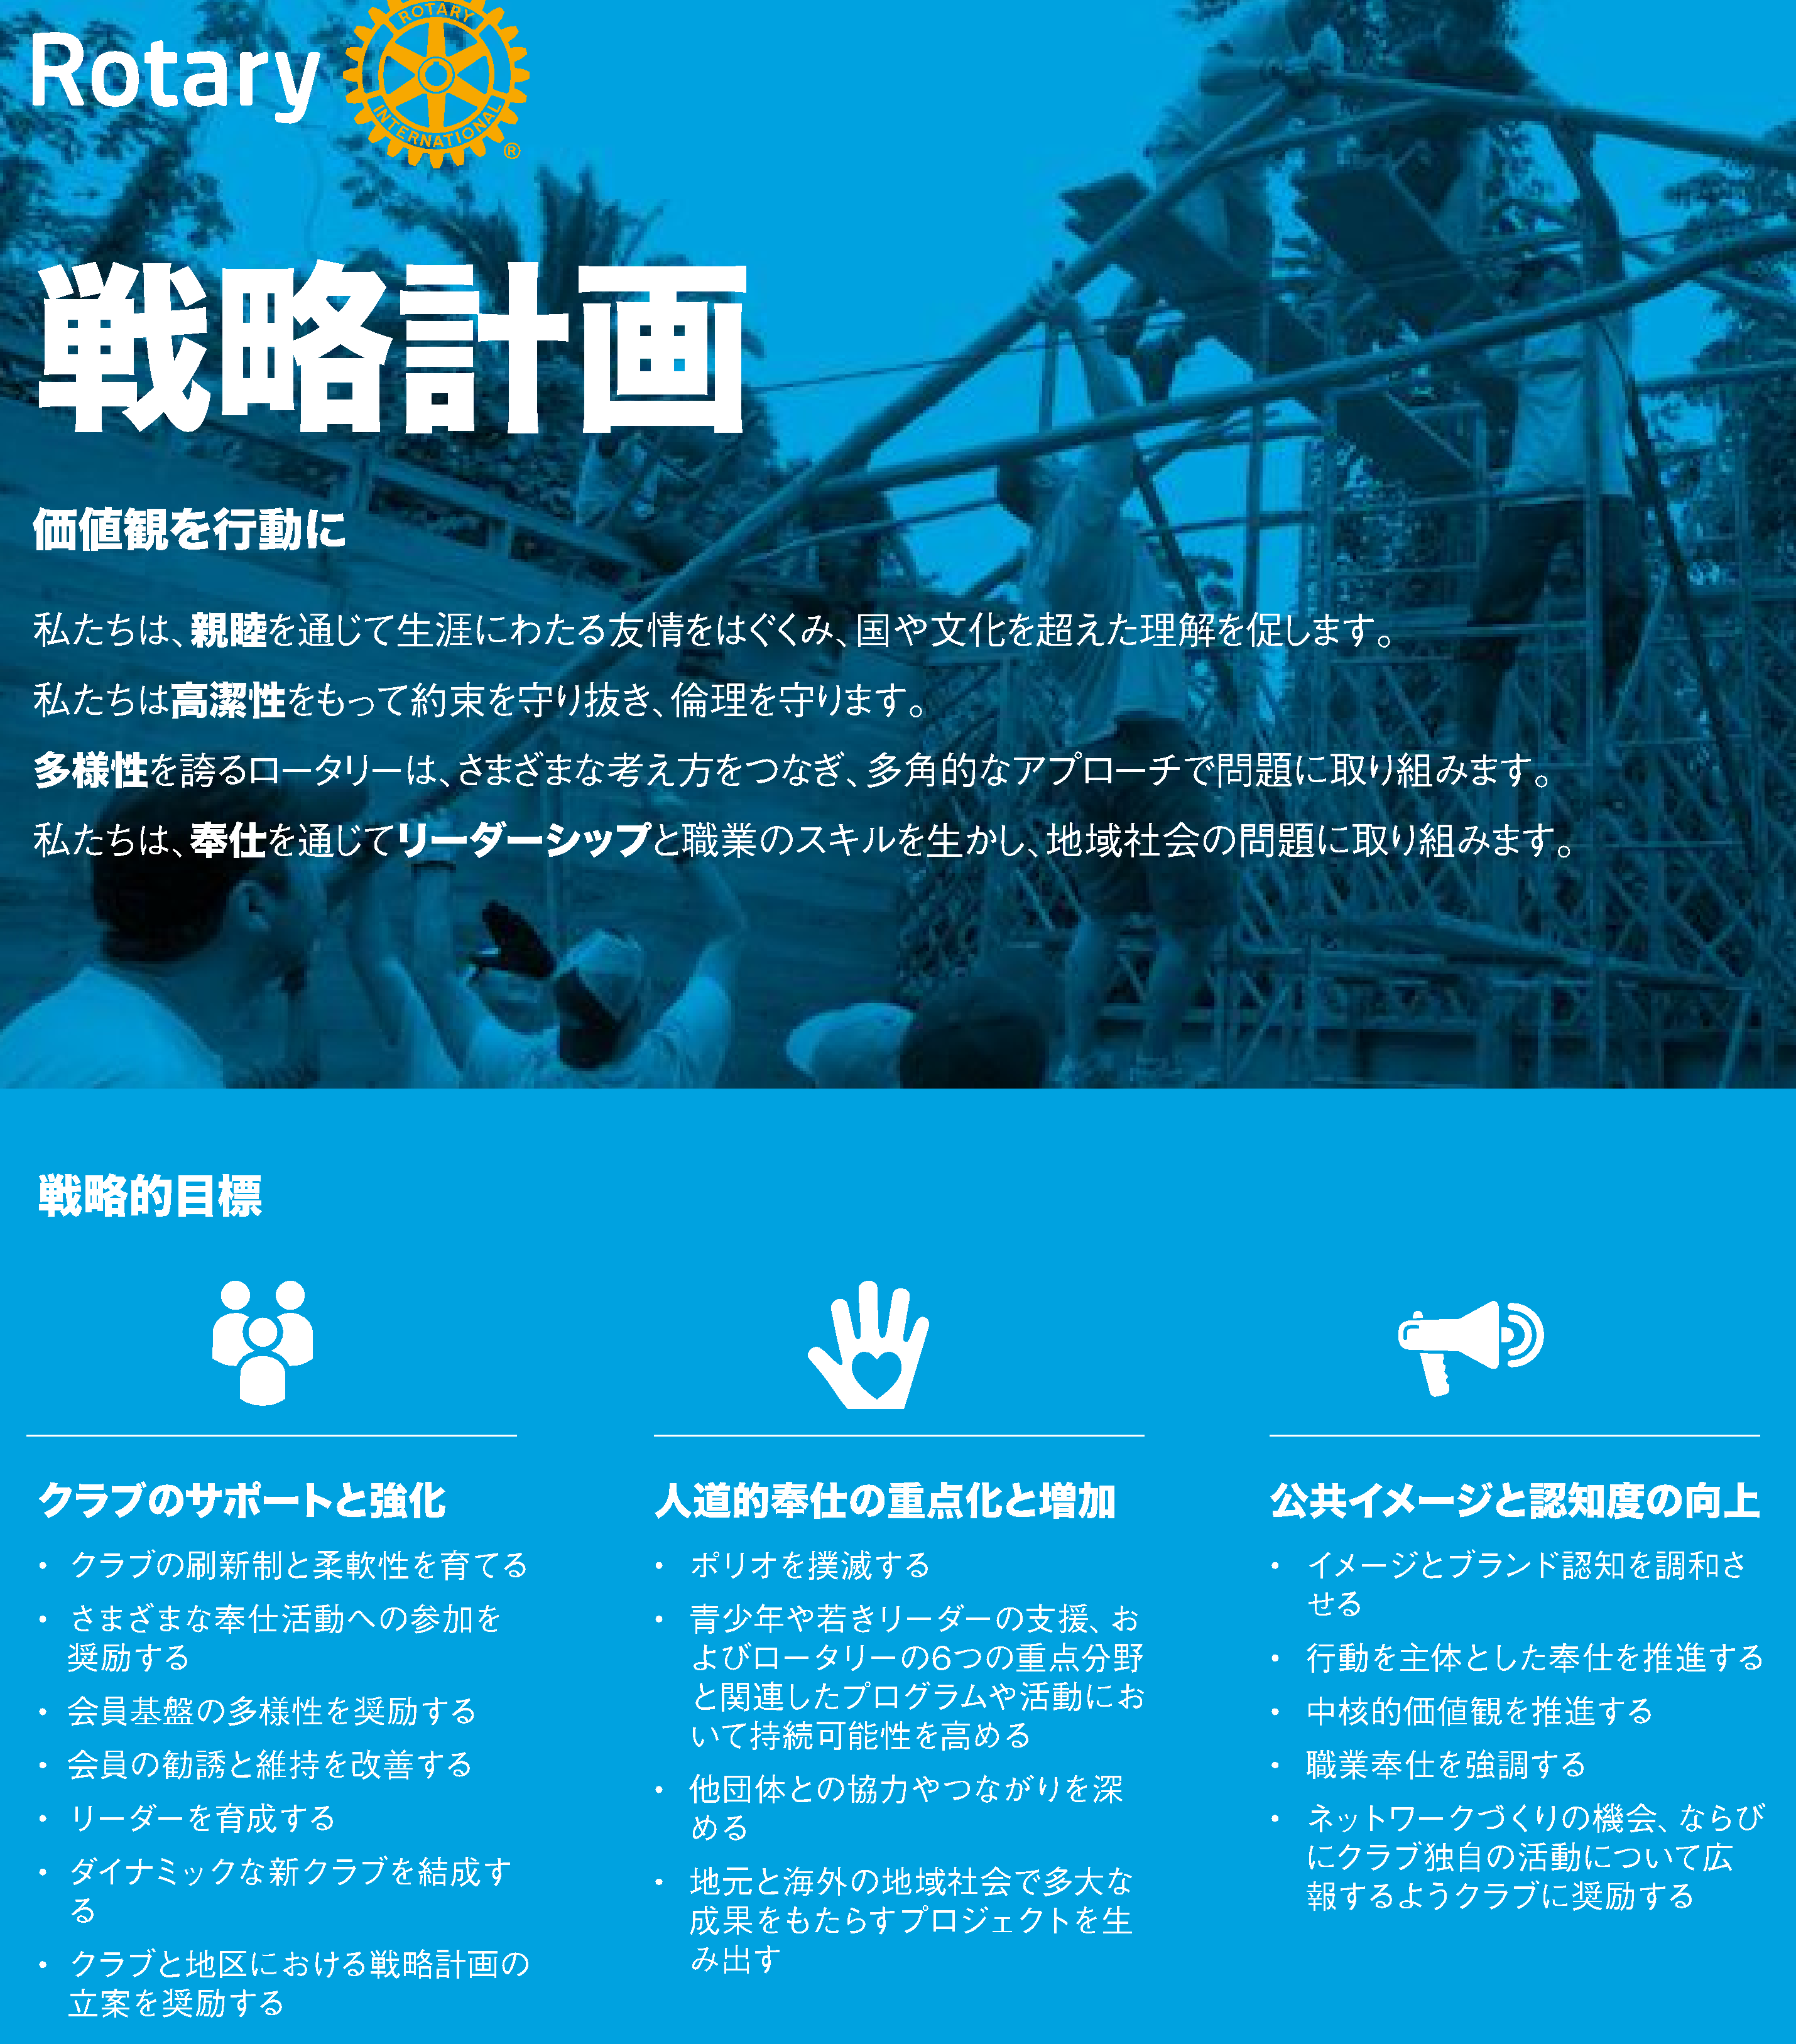 Rotary
ROTARY
INTERNATIONAL
®
戦略計画
価値観を行動に
私たちは、親睦を通じて生涯にわたる友情をはぐくみ、国や文化を超えた理解を促します。
私たちは高潔性をもって約束を守り抜き、倫理を守ります。
多様性を誇るロータリーは、さまざまな考え方をつなぎ、多角的なアプローチで問題に取り組みます。
私たちは、奉仕を通じてリーダーシップと職業のスキルを生かし、地域社会の問題に取り組みます。
戦略的目標
クラブのサポートと強化
• クラブの刷新制と柔軟性を育てる
• さまざまな奉仕活動への参加を
奨励する
• 会員基盤の多様性を奨励する
• 会員の勧誘と維持を改善する
• リーダーを育成する
• ダイナミックな新クラブを結成す
る
• クラブと地区における戦略計画の
立案を奨励する
人道的奉仕の重点化と増加
• ポリオを撲滅する
• 青少年や若きリーダーの支援、お
よびロータリーの6つの重点分野
と関連したプログラムや活動にお
いて持続可能性を高める
• 他団体との協力やつながりを深
める
• 地元と海外の地域社会で多大な
成果をもたらすプロジェクトを生
み出す
公共イメージと認知度の向上
• イメージとブランド認知を調和さ
せる
• 行動を主体とした奉仕を推進する
• 中核的価値観を推進する
• 職業奉仕を強調する
• ネットワークづくりの機会、ならび
にクラブ独自の活動について広
報するようクラブに奨励する